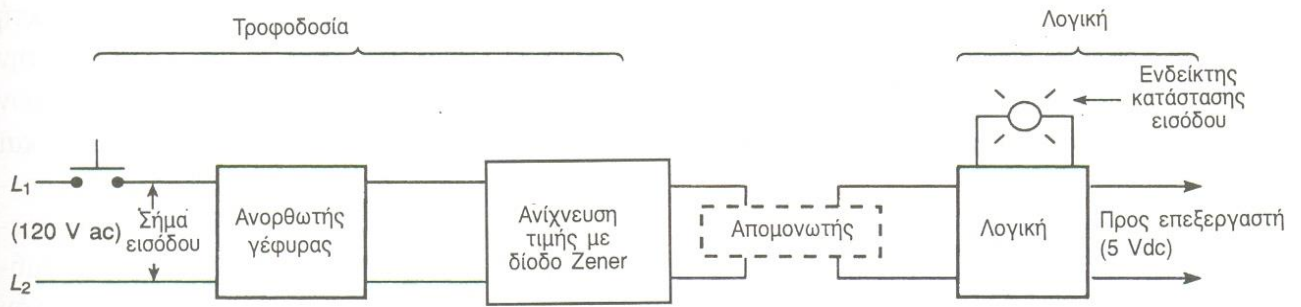 Τροφοδοσία
Λογική
Ενδείκτης
κατάστασης
εισόδου
L₁
(120 V ac)
L₂
Σήμα
εισόδου
Ανορθωτής
γέφυρας
Ανίχνευση
τιμής με
δίοδο Zener
Απομονωτής
Λογική
Προς επεξεργαστή
(5 Vdc)